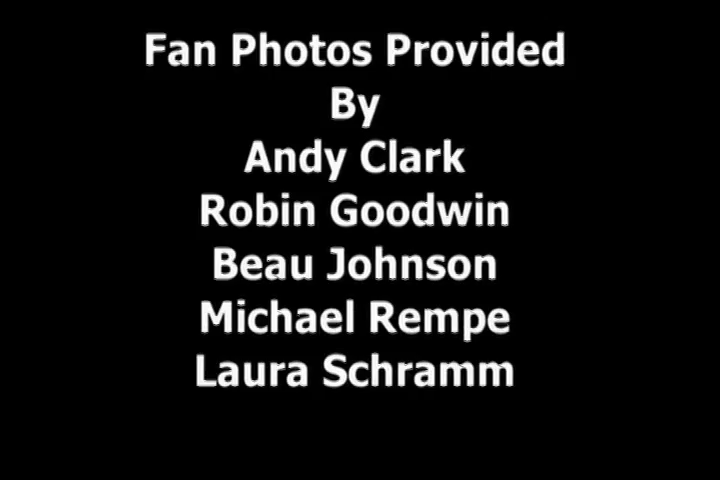 Fan Photos Provided
By
Andy Clark
Robin Goodwin
Beau Johnson
Michael Rempe
Laura Schramm